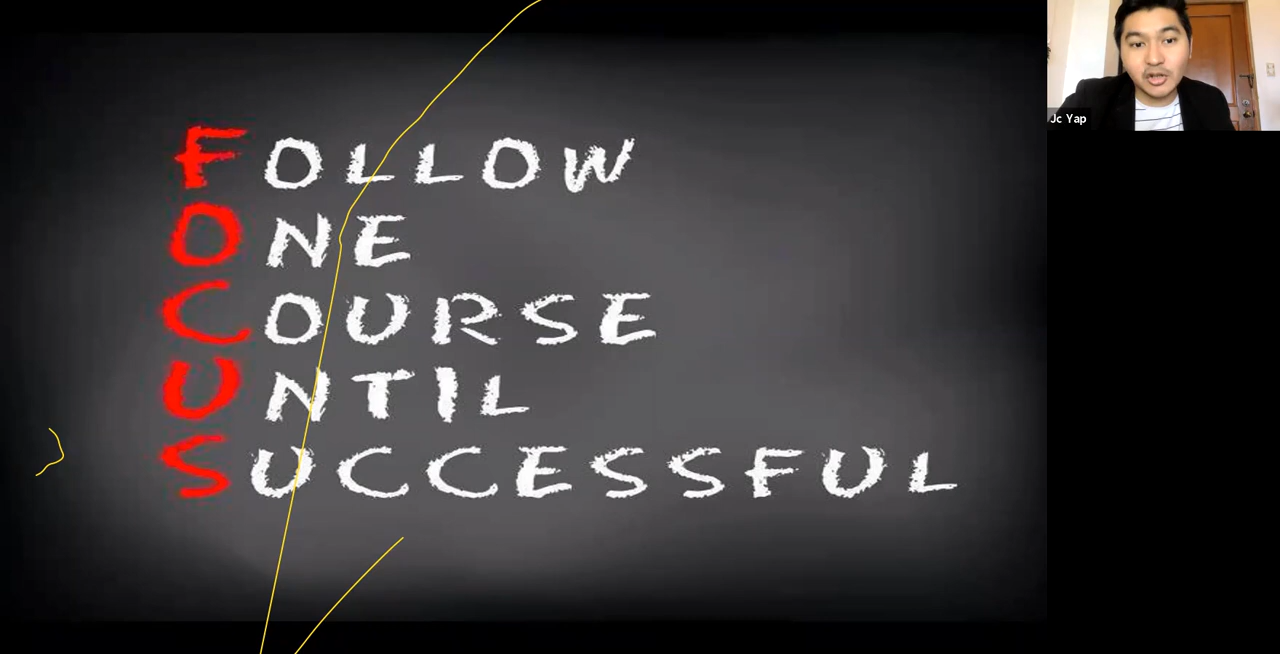 FOLLOW
ONE
COURSE
UNTIL
SUCCESSFUL
Jc Yap